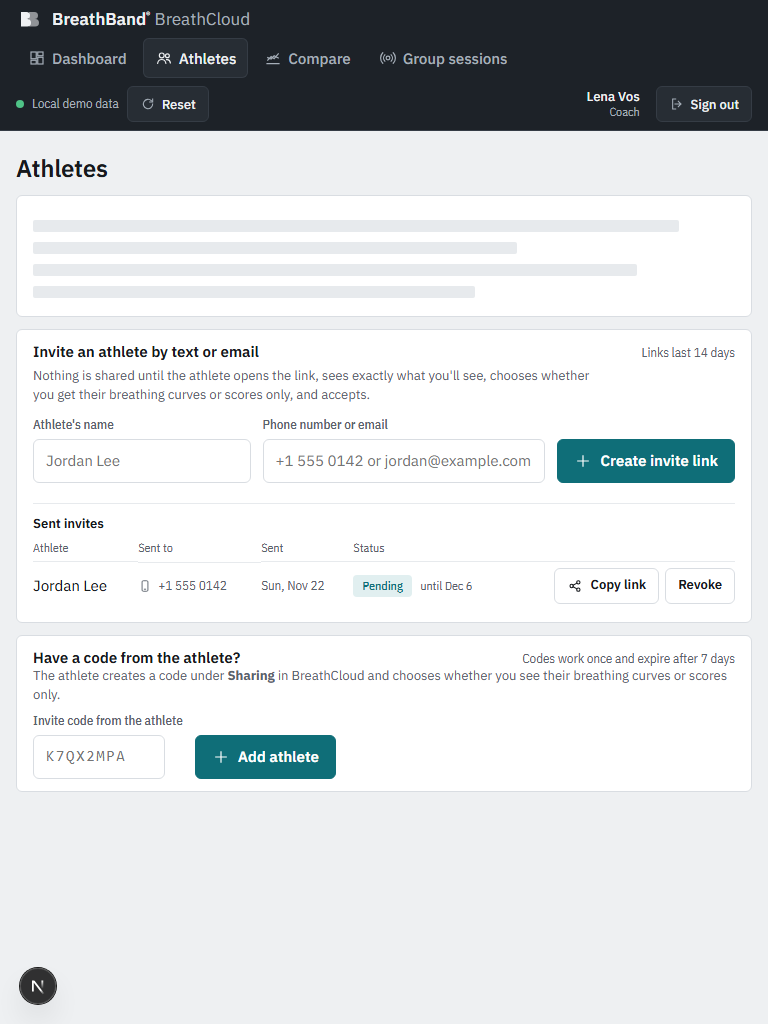 BreathBand® BreathCloud
Dashboard
Athletes
Compare
Group sessions
Local demo data
Reset
Lena Vos
Coach
Sign out
Athletes
Invite an athlete by text or email
Links last 14 days
Nothing is shared until the athlete opens the link, sees exactly what you'll see, chooses whether
you get their breathing curves or scores only, and accepts.
Athlete's name
Phone number or email
Jordan Lee
+1 555 0142 or jordan@example.com
Create invite link
Sent invites
Athlete
Sent to
Sent
Status
Jordan Lee
+1 555 0142
Sun, Nov 22
Pending
until Dec 6
Copy link
Revoke
Have a code from the athlete?
Codes work once and expire after 7 days
The athlete creates a code under Sharing in BreathCloud and chooses whether you see their breathing curves or scores
only.
Invite code from the athlete
K7QX2MPA
Add athlete
N